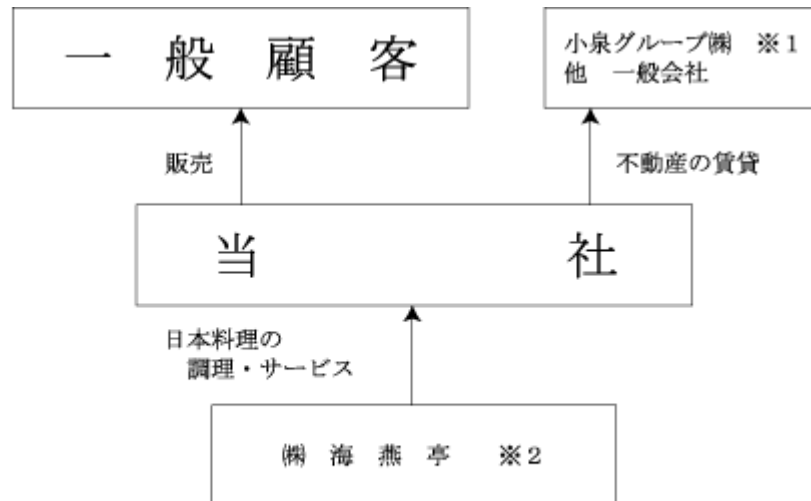 一般顧客
小泉グループ㈱ ※1
他 一般会社
販売
不動産の賃貸
当社
日本料理の
調理・サービス
㈱海燕亭 ※2